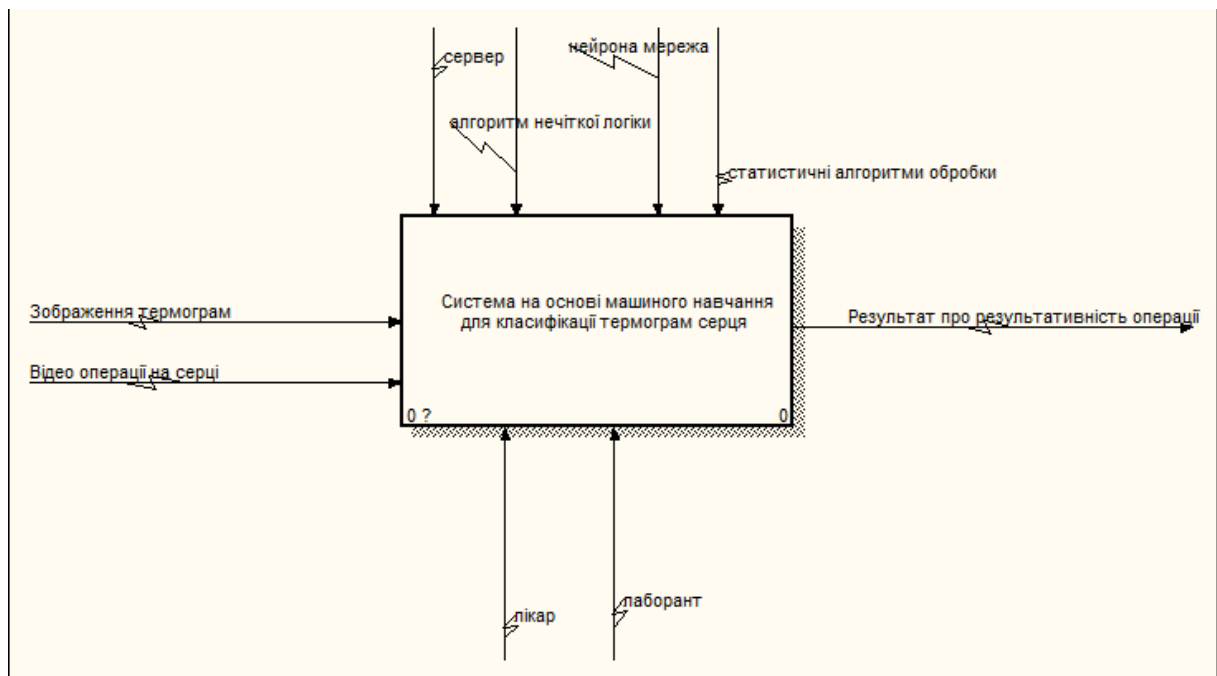 сервер
нейрона мережа
алгоритм нечіткої логіки
статистичні алгоритми обробки
Система на основі машиного навчання
для класифікації термограм серця
Зображення термограм
Результат про результативність операції
Відео операції на серці
0 ?
0
лікар
лаборант